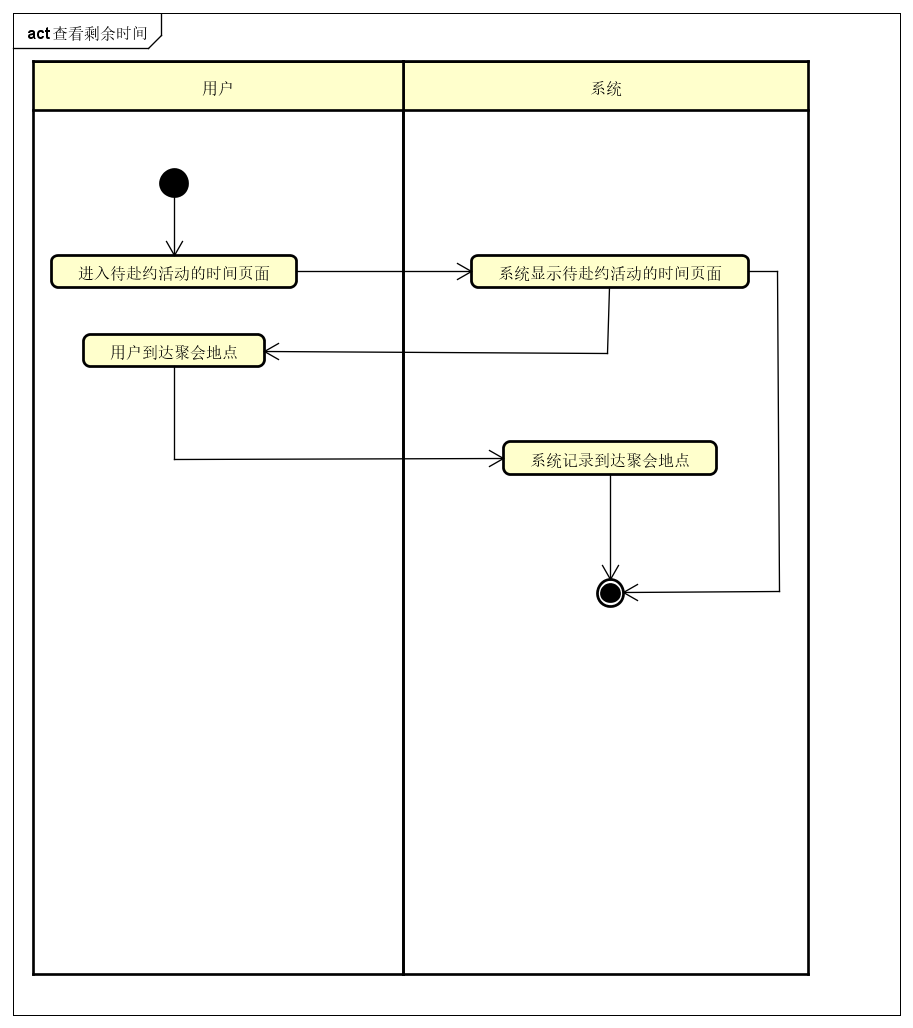 act 查看剩余时间
用户
系统
进入待赴约活动的时间页面
系统显示待赴约活动的时间页面
用户到达聚会地点
系统记录到达聚会地点